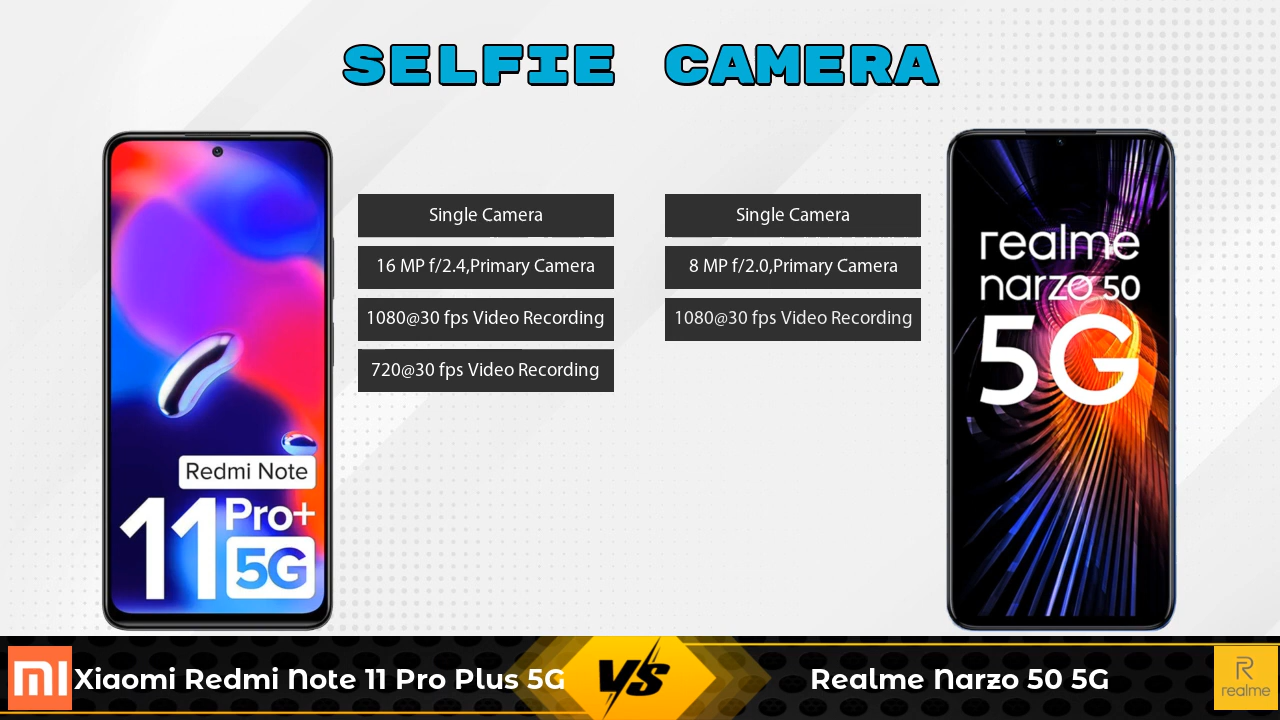 SELFIE CAMERA
Single Camera
16 MP f/2.4,Primary Camera
1080@30 fps Video Recording
720@30 fps Video Recording
Single Camera
8 MP f/2.0,Primary Camera
1080@30 fps Video Recording
Redmi Note
11 Pro+
5G
realme
narzo 50
5G
MI
Xiaomi Redmi Note 11 Pro Plus 5G
VS
Realme Narzo 50 5G
R
realme